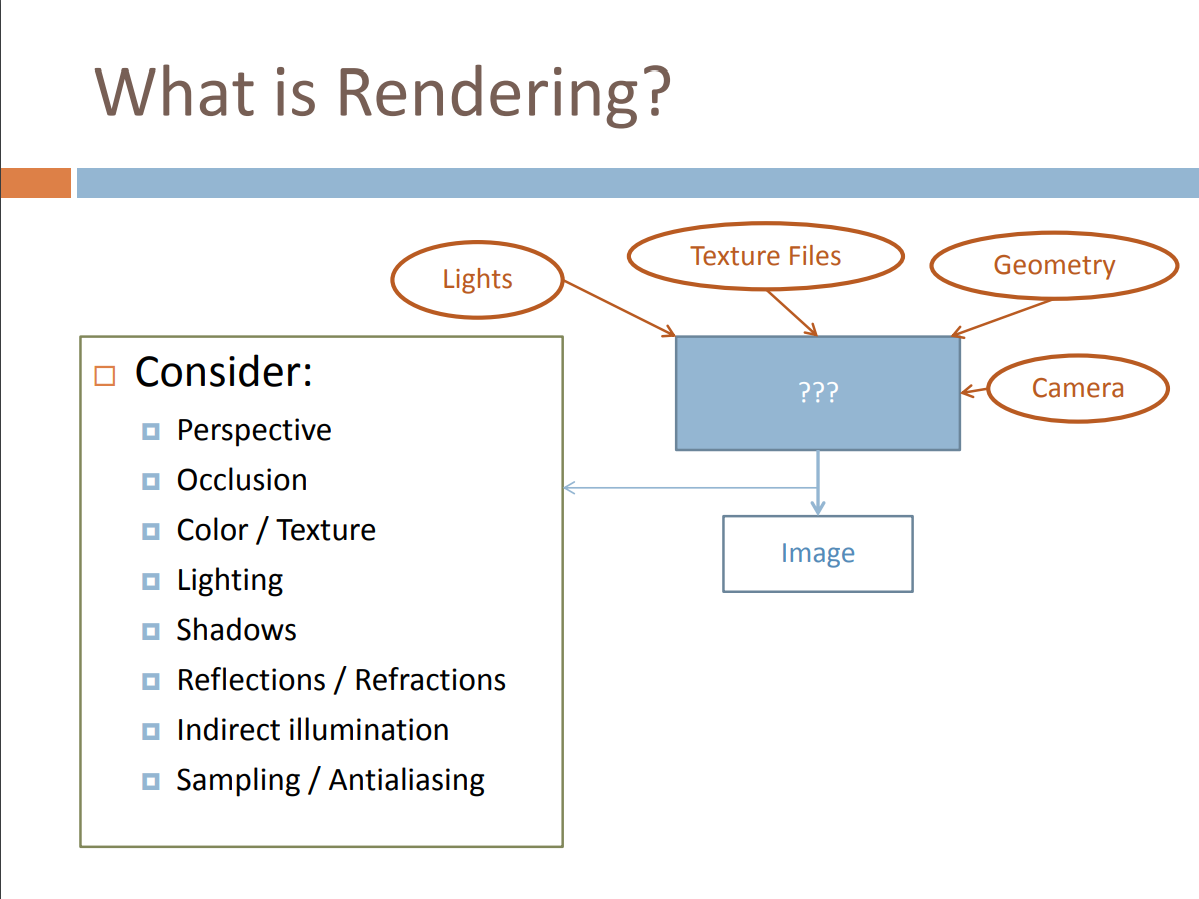 What is Rendering?
Lights
Texture Files
Geometry
Camera
???
Image
Consider:
Perspective
Occlusion
Color / Texture
Lighting
Shadows
Reflections / Refractions
Indirect illumination
Sampling / Antialiasing